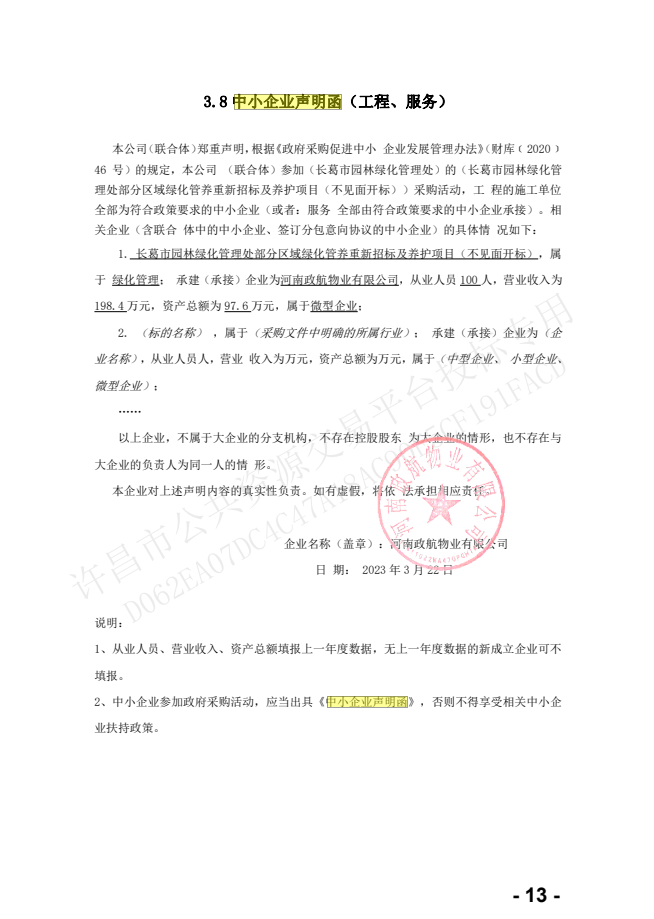 3.8 中小企业声明函（工程、服务）
本公司（联合体）郑重声明，根据《政府采购促进中小 企业发展管理办法》（财库﹝2020﹞
46 号）的规定，本公司 （联合体）参加（长葛市园林绿化管理处）的（长葛市园林绿化管
理处部分区域绿化管养重新招标及养护项目（不见面开标））采购活动，工 程的施工单位
全部为符合政策要求的中小企业（或者：服务 全部由符合政策要求的中小企业承接）。相
关企业（含联合 体中的中小企业、签订分包意向协议的中小企业）的具体情 况如下：
1. 长葛市园林绿化管理处部分区域绿化管养重新招标及养护项目（不见面开标），属
于 绿化管理； 承建（承接）企业为河南政航物业有限公司，从业人员 100 人，营业收入为
198.4 万元，资产总额为 97.6 万元，属于微型企业；
2. （标的名称） ，属于（采购文件中明确的所属行业）； 承建（承接）企业为（企
业名称），从业人员人，营业 收入为万元，资产总额为万元，属于（中型企业、 小型企业、
微型企业）；
……
以上企业，不属于大企业的分支机构，不存在控股股东 为大企业的情形，也不存在与
大企业的负责人为同一人的情 形。
本企业对上述声明内容的真实性负责。如有虚假，将依 法承担相应责任。
企业名称（盖章）：河南政航物业有限公司
日 期： 2023 年 3 月 22 日
河南政航物业有限公司
许昌市公共资源交易平台投标专用
说明：
1、从业人员、营业收入、资产总额填报上一年度数据，无上一年度数据的新成立企业可不
填报。
2、中小企业参加政府采购活动，应当出具《中小企业声明函》，否则不得享受相关中小企
业扶持政策。
- 13 -